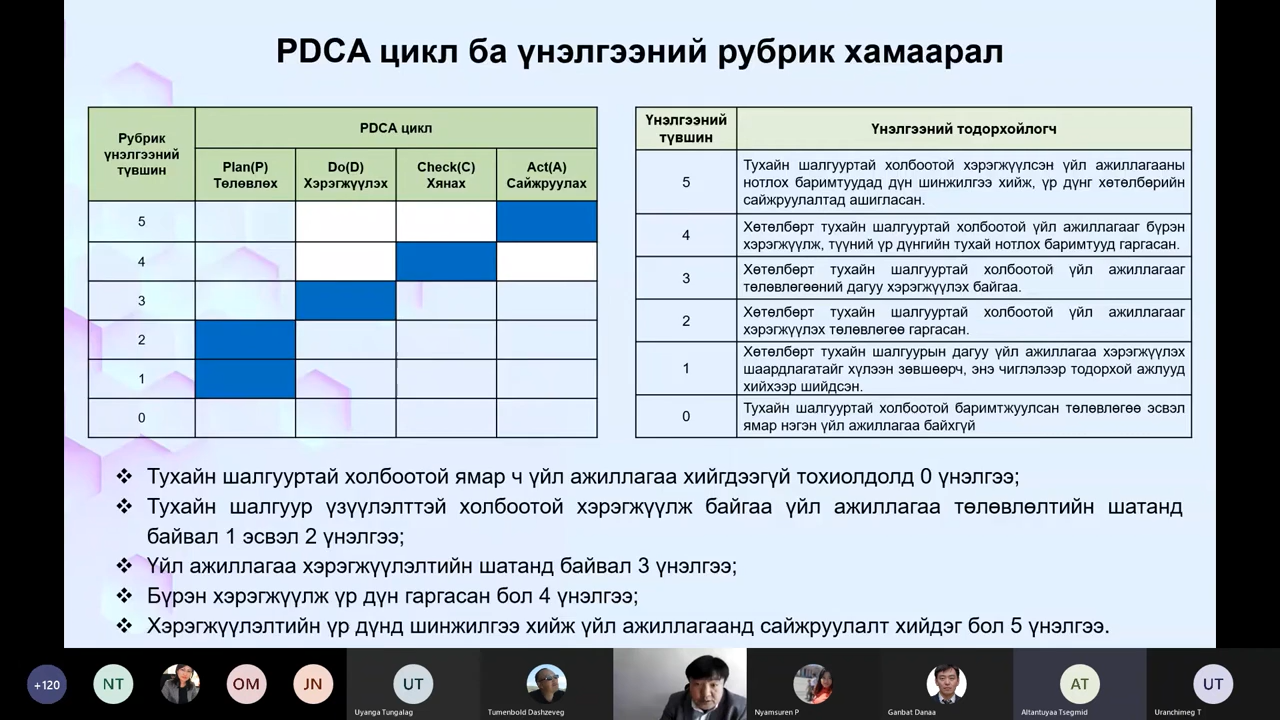 PDCA цикл ба үнэлгээний рубрик хамаарал
Рубрик
үнэлгээний
түвшин
PDCA цикл
Plan(P)
Төлөвлөх
Do(D)
Хэрэгжүүлэх
Check(C)
Хянах
Act(A)
Сайжруулах
5
4
3
2
1
0
Үнэлгээний
түвшин
Үнэлгээний тодорхойлогч
5
Тухайн шалгууртай холбоотой хэрэгжүүлсэн үйл ажиллагааны
нотлох баримтуудад дүн шинжилгээ хийж, үр дүнг хөтөлбөрийн
сайжруулалтад ашигласан.
4
Хөтөлбөрт тухайн шалгууртай холбоотой үйл ажиллагааг бүрэн
хэрэгжүүлж, түүний үр дүнгийн тухай нотлох баримтууд гаргасан.
3
Хөтөлбөрт тухайн шалгууртай холбоотой үйл ажиллагааг
төлөвлөгөөний дагуу хэрэгжүүлэх байгаа.
2
Хөтөлбөрт тухайн шалгууртай холбоотой үйл ажиллагааг
хэрэгжүүлэх төлөвлөгөө гаргасан.
1
Хөтөлбөрт тухайн шалгуурын дагуу үйл ажиллагаа хэрэгжүүлэх
шаардлагатайг хүлээн зөвшөөрч, энэ чиглэлээр тодорхой ажлууд
хийхээр шийдсэн.
0
Тухайн шалгууртай холбоотой баримтжуулсан төлөвлөгөө эсвэл
ямар нэгэн үйл ажиллагаа байхгүй
❖ Тухайн шалгууртай холбоотой ямар ч үйл ажиллагаа хийгдээгүй тохиолдолд 0 үнэлгээ;
❖ Тухайн шалгуур үзүүлэлттэй холбоотой хэрэгжүүлж байгаа үйл ажиллагаа төлөвлөлтийн шатанд
байвал 1 эсвэл 2 үнэлгээ;
❖ Үйл ажиллагаа хэрэгжүүлэлтийн шатанд байвал 3 үнэлгээ;
❖ Бүрэн хэрэгжүүлж үр дүн гаргасан бол 4 үнэлгээ;
❖ Хэрэгжүүлэлтийн үр дүнд шинжилгээ хийж үйл ажиллагаанд сайжруулалт хийдэг бол 5 үнэлгээ.
+120
NT
OM
JN
UT
Uyanga Tungalag
Tumenbold Dashzeveg
Nyamsuren P
Ganbat Danaa
AT
Altantuyaa Tsegmid
UT
Uranchimeg T